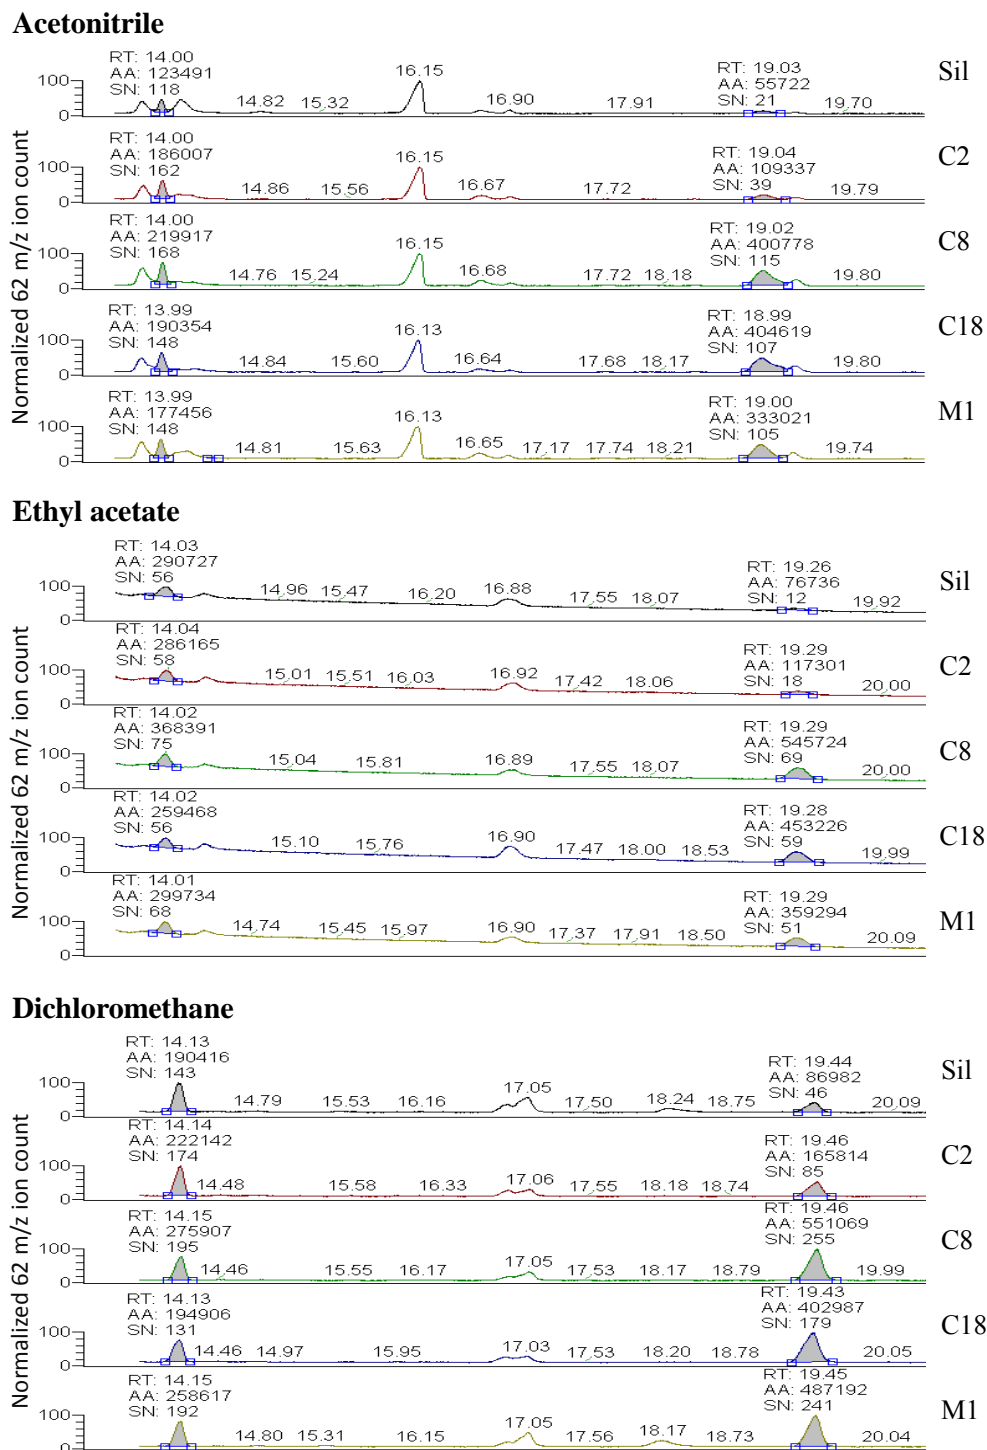 Acetonitrile
Normalized 62 m/z ion count
RT: 14.00
AA: 123491
SN: 118
100
0
14.82 15.32 16.15 16.90 17.91
RT: 19.03
AA: 55722
SN: 21
19.70
Sil
RT: 14.00
AA: 186007
SN: 162
100
0
14.86 15.56 16.15 16.67 17.72
RT: 19.04
AA: 109337
SN: 39
19.79
C2
RT: 14.00
AA: 219917
SN: 168
100
0
14.76 15.24 16.15 16.68 17.72 18.18
RT: 19.02
AA: 400778
SN: 115
19.80
C8
RT: 13.99
AA: 190354
SN: 148
100
0
14.84 15.60 16.13 16.64 17.68 18.17
RT: 18.99
AA: 404619
SN: 107
19.80
C18
RT: 13.99
AA: 177456
SN: 148
100
0
14.81 15.63 16.13 16.65 17.17 17.74 18.21
RT: 19.00
AA: 333021
SN: 105
19.74
M1
Ethyl acetate
Normalized 62 m/z ion count
RT: 14.03
AA: 290727
SN: 56
100
0
14.96 15.47 16.20 16.88 17.55 18.07
RT: 19.26
AA: 76736
SN: 12
19.92
Sil
RT: 14.04
AA: 286165
SN: 58
100
0
15.01 15.51 16.03 16.92 17.42 18.06
RT: 19.29
AA: 117301
SN: 18
20.00
C2
RT: 14.02
AA: 368391
SN: 75
100
0
15.04 15.81 16.89 17.55 18.07
RT: 19.29
AA: 545724
SN: 69
20.00
C8
RT: 14.02
AA: 259468
SN: 56
100
0
15.10 15.76 16.90 17.47 18.00 18.53
RT: 19.28
AA: 453226
SN: 59
19.99
C18
RT: 14.01
AA: 299734
SN: 68
100
0
14.74 15.45 15.97 16.90 17.37 17.91 18.50
RT: 19.29
AA: 359294
SN: 51
20.09
M1
Dichloromethane
Normalized 62 m/z ion count
RT: 14.13
AA: 190416
SN: 143
100
0
14.79 15.53 16.16 17.05 17.50 18.24 18.75
RT: 19.44
AA: 86982
SN: 46
20.09
Sil
RT: 14.14
AA: 222142
SN: 174
100
0
14.48 15.58 16.33 17.06 17.55 18.18 18.74
RT: 19.46
AA: 165814
SN: 85
C2
RT: 14.15
AA: 275907
SN: 195
100
0
14.46 15.55 16.17 17.05 17.53 18.17 18.79
RT: 19.46
AA: 551069
SN: 255
19.99
C8
RT: 14.13
AA: 194906
SN: 131
100
0
14.46 14.97 15.95 17.03 17.53 18.20 18.78
RT: 19.43
AA: 402987
SN: 179
20.05
C18
RT: 14.15
AA: 258617
SN: 192
100
0
14.80 15.31 16.15 17.05 17.56 18.17 18.73
RT: 19.45
AA: 487192
SN: 241
20.04
M1